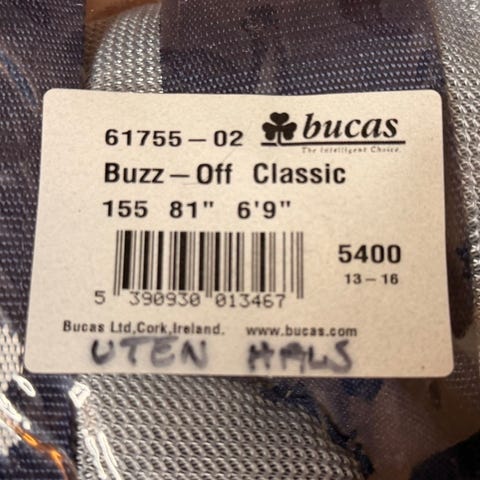 61755-02 bucas
The Intelligent Choice
Buzz-Off Classic
155 81" 6'9"
5400
13-16
5 390930 013467
Bucas Ltd,Cork,Ireland. www.bucas.com
UTEN HALS